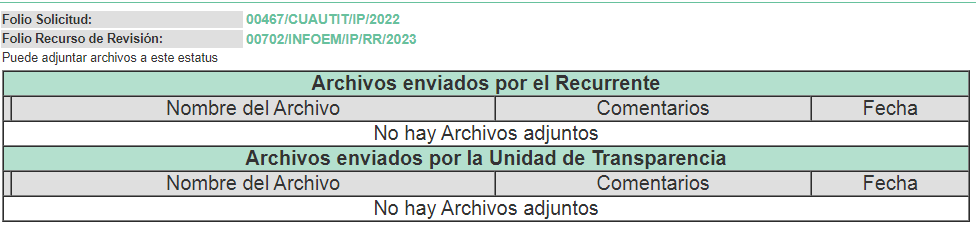 Folio Solicitud: 00467/CUAUTIT/IP/2022
Folio Recurso de Revisión: 00702/INFOEM/IP/RR/2023
Puede adjuntar archivos a este estatus
Archivos enviados por el Recurrente
Nombre del Archivo Comentarios Fecha
No hay Archivos adjuntos
Archivos enviados por la Unidad de Transparencia
Nombre del Archivo Comentarios Fecha
No hay Archivos adjuntos